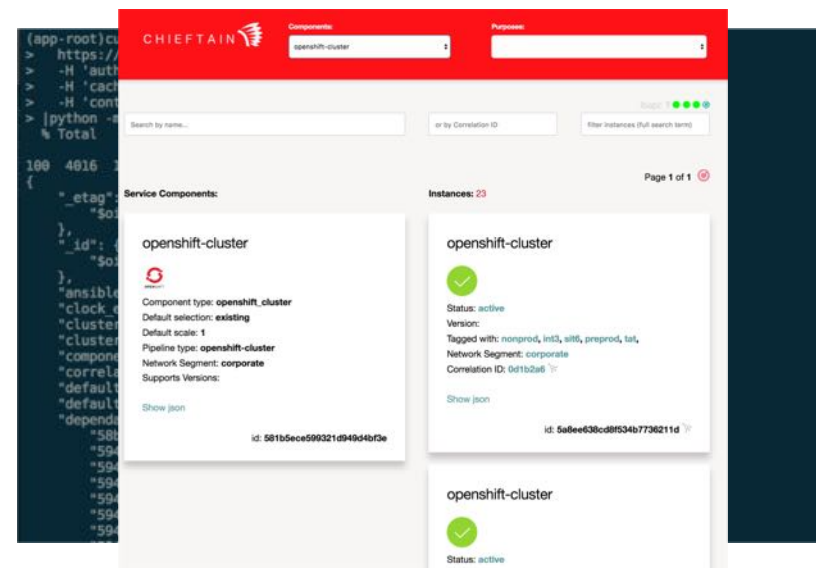 (app-root)cu
> https://
> -H 'auth
> -H 'cach
> -H 'cont
> |python -m
% Total
100 4016 1
{
"_etag":
"$oi
},
"_id": {
"$oi
},
"ansible
"clock_e
"cluster
"cluster
"compone
"correla
"default
"default
"dependa
"58b
"594
"594
"594
"594
"594
"594
CHIEFTAIN
Components:
openshift-cluster
Purposes:
Search by name...
or by Correlation ID
filter instances (full search term)
Page 1 of 1
Service Components:
Instances: 23
openshift-cluster
Component type: openshift_cluster
Default selection: existing
Default scale: 1
Pipeline type: openshift-cluster
Network Segment: corporate
Supports Versions:
Show json
id: 581b5ece599321d949d4bf3e
openshift-cluster
Status: active
Version:
Tagged with: nonprod, int3, sit6, preprod, tat,
Network Segment: corporate
Correlation ID: 0d1b2a6
Show json
id: 5a8ee638cd8f534b7736211d
openshift-cluster
Status: active